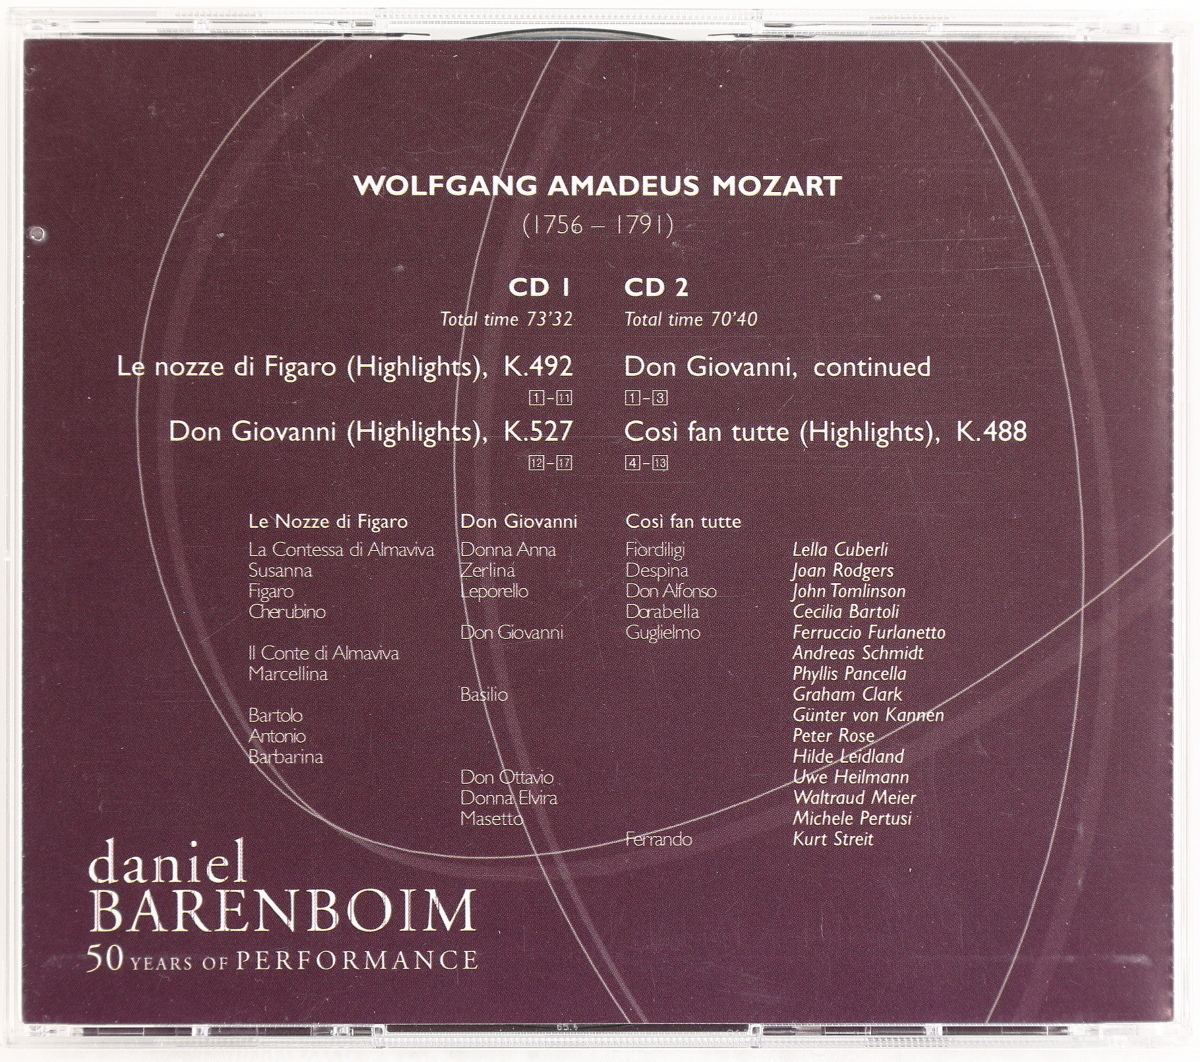 WOLFGANG AMADEUS MOZART
(1756 – 1791)
CD 1
Total time 73'32
Le nozze di Figaro (Highlights), K.492
1–11
Don Giovanni (Highlights), K.527
12–17
CD 2
Total time 70'40
Don Giovanni, continued
1–3
Così fan tutte (Highlights), K.488
4–13
Le Nozze di Figaro Don Giovanni Così fan tutte
La Contessa di Almaviva Donna Anna Fiordiligi Lella Cuberli
Susanna Zerlina Despina Joan Rodgers
Figaro Leporello Don Alfonso John Tomlinson
Cherubino Dorabella Cecilia Bartoli
Don Giovanni Guglielmo Ferruccio Furlanetto
Il Conte di Almaviva Andreas Schmidt
Marcellina Phyllis Pancella
Basilio Graham Clark
Bartolo Günter von Kannen
Antonio Peter Rose
Barbarina Hilde Leidland
Don Ottavio Uwe Heilmann
Donna Elvira Waltraud Meier
Masetto Michele Pertusi
Ferrando Kurt Streit
daniel
BARENBOIM
50 YEARS OF PERFORMANCE